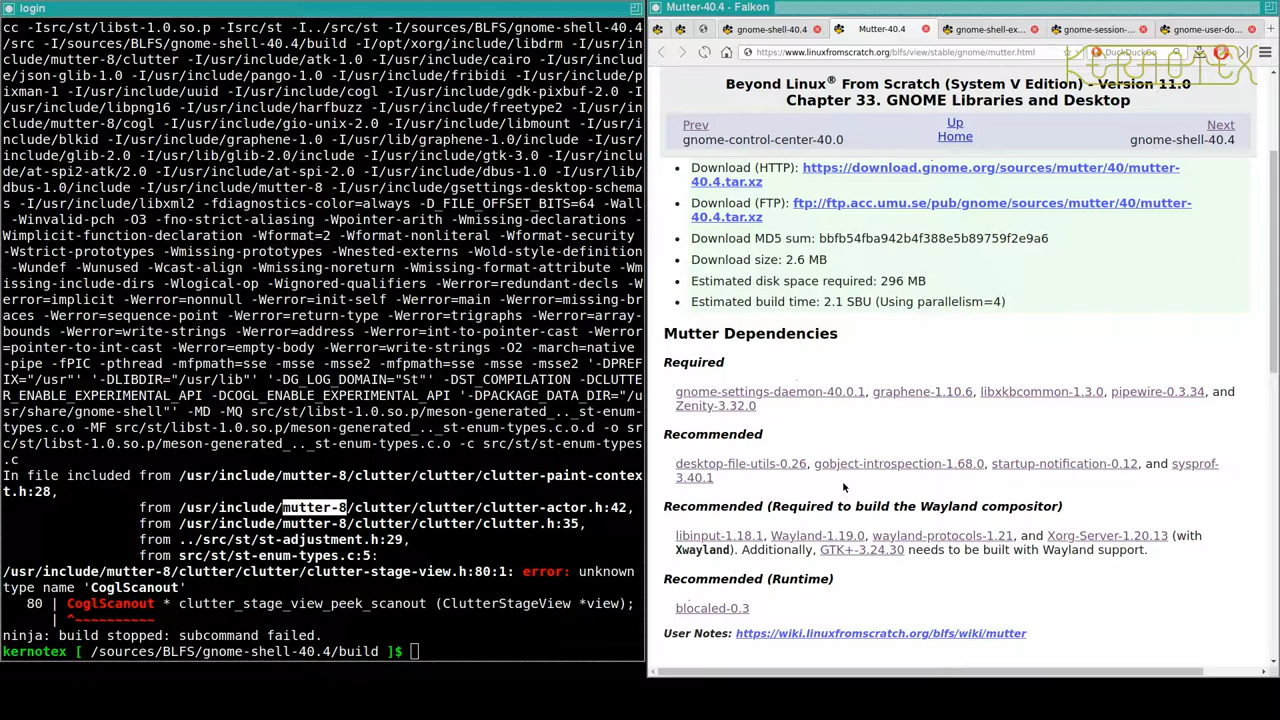 login
cc -Isrc/st/libst-1.0.so.p -Isrc/st -I../src/st -I/sources/BLFS/gnome-shell-40.4
/src -I/sources/BLFS/gnome-shell-40.4/build -I/opt/xorg/include/libdrm -I/usr/in
clude/mutter-8/clutter -I/usr/include/atk-1.0 -I/usr/include/cairo -I/usr/includ
e/json-glib-1.0 -I/usr/include/pango-1.0 -I/usr/include/fribidi -I/usr/include/p
ixman-1 -I/usr/include/uuid -I/usr/include/cogl -I/usr/include/gdk-pixbuf-2.0 -I
/usr/include/libpng16 -I/usr/include/harfbuzz -I/usr/include/freetype2 -I/usr/in
clude/mutter-8/cogl -I/usr/include/gio-unix-2.0 -I/usr/include/libmount -I/usr/i
nclude/blkid -I/usr/include/graphene-1.0 -I/usr/lib/graphene-1.0/include -I/usr/
include/glib-2.0 -I/usr/lib/glib-2.0/include -I/usr/include/gtk-3.0 -I/usr/inclu
de/at-spi2-atk/2.0 -I/usr/include/at-spi-2.0 -I/usr/include/dbus-1.0 -I/usr/lib/
dbus-1.0/include -I/usr/include/mutter-8 -I/usr/include/gsettings-desktop-schema
s -I/usr/include/libxml2 -fdiagnostics-color=always -D_FILE_OFFSET_BITS=64 -Wall
 -Winvalid-pch -O3 -fno-strict-aliasing -Wpointer-arith -Wmissing-declarations -
Wimplicit-function-declaration -Wformat=2 -Wformat-nonliteral -Wformat-security
-Wstrict-prototypes -Wmissing-prototypes -Wnested-externs -Wold-style-definition
 -Wundef -Wunused -Wcast-align -Wmissing-noreturn -Wmissing-format-attribute -Wm
issing-include-dirs -Wlogical-op -Wignored-qualifiers -Werror=redundant-decls -W
error=implicit -Werror=nonnull -Werror=init-self -Werror=main -Werror=missing-br
aces -Werror=sequence-point -Werror=return-type -Werror=trigraphs -Werror=array-
bounds -Werror=write-strings -Werror=address -Werror=int-to-pointer-cast -Werror
=pointer-to-int-cast -Werror=empty-body -Werror=write-strings -O2 -march=native
-pipe -fPIC -pthread -mfpmath=sse -msse -msse2 -mfpmath=sse -msse -msse2 '-DPREF
IX="/usr"' '-DLIBDIR="/usr/lib"' '-DG_LOG_DOMAIN="St"' -DST_COMPILATION -DCLUTTE
R_ENABLE_EXPERIMENTAL_API -DCOGL_ENABLE_EXPERIMENTAL_API '-DPACKAGE_DATA_DIR="/u
sr/share/gnome-shell"' -MD -MQ src/st/libst-1.0.so.p/meson-generated_.._st-enum-
types.c.o -MF src/st/libst-1.0.so.p/meson-generated_.._st-enum-types.c.o.d -o sr
c/st/libst-1.0.so.p/meson-generated_.._st-enum-types.c.o -c src/st/st-enum-types
.c
In file included from /usr/include/mutter-8/clutter/clutter/clutter-paint-contex
t.h:28,
from /usr/include/mutter-8/clutter/clutter/clutter-actor.h:42,
from /usr/include/mutter-8/clutter/clutter/clutter.h:35,
from ../src/st/st-adjustment.h:29,
from src/st/st-enum-types.c:5:
/usr/include/mutter-8/clutter/clutter/clutter-stage-view.h:80:1: error: unknown
type name 'CoglScanout'
80 | CoglScanout * clutter_stage_view_peek_scanout (ClutterStageView *view);
| ^~~~~~~~~~~
ninja: build stopped: subcommand failed.
kernotex [ /sources/BLFS/gnome-shell-40.4/build ]$
Mutter-40.4 - Falkon
gnome-shell-40.4
Mutter-40.4
gnome-shell-ex...
gnome-session-...
gnome-user-do...
https://www.linuxfromscratch.org/blfs/view/stable/gnome/mutter.html
DuckDuckGo
KERNOTEX
Beyond Linux® From Scratch (System V Edition) - Version 11.0
Chapter 33. GNOME Libraries and Desktop
Prev
Up
Next
gnome-control-center-40.0
Home
gnome-shell-40.4
• Download (HTTP): https://download.gnome.org/sources/mutter/40/mutter-
40.4.tar.xz
• Download (FTP): ftp://ftp.acc.umu.se/pub/gnome/sources/mutter/40/mutter-
40.4.tar.xz
• Download MD5 sum: bbfb54fba942b4f388e5b89759f2e9a6
• Download size: 2.6 MB
• Estimated disk space required: 296 MB
• Estimated build time: 2.1 SBU (Using parallelism=4)
Mutter Dependencies
Required
gnome-settings-daemon-40.0.1, graphene-1.10.6, libxkbcommon-1.3.0, pipewire-0.3.34, and
Zenity-3.32.0
Recommended
desktop-file-utils-0.26, gobject-introspection-1.68.0, startup-notification-0.12, and sysprof-
3.40.1
Recommended (Required to build the Wayland compositor)
libinput-1.18.1, Wayland-1.19.0, wayland-protocols-1.21, and Xorg-Server-1.20.13 (with
Xwayland). Additionally, GTK+-3.24.30 needs to be built with Wayland support.
Recommended (Runtime)
blocaled-0.3
User Notes: https://wiki.linuxfromscratch.org/blfs/wiki/mutter